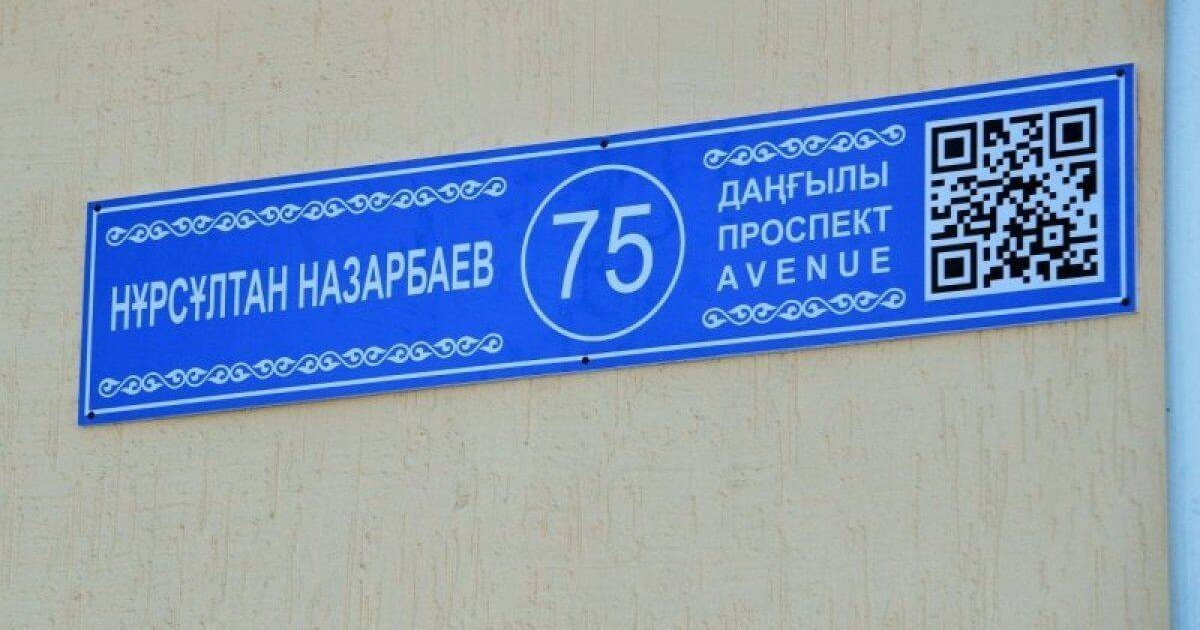 НҰРСҰЛТАН НАЗАРБАЕВ
75
ДАҢҒЫЛЫ
ПРОСПЕКТ
AVENUE